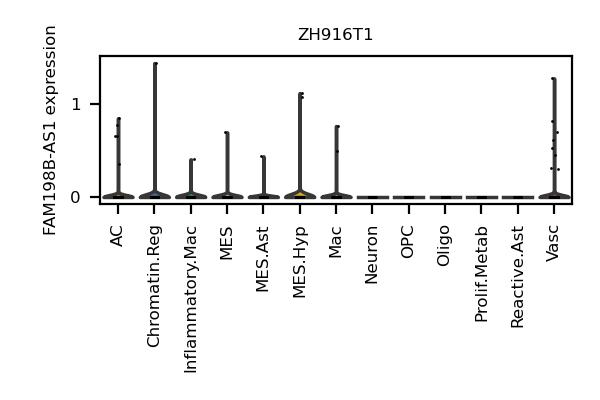 ZH916T1
FAM198B-AS1 expression
1
0
AC
Chromatin.Reg
Inflammatory.Mac
MES
MES.Ast
MES.Hyp
Mac
Neuron
OPC
Oligo
Prolif.Metab
Reactive.Ast
Vasc